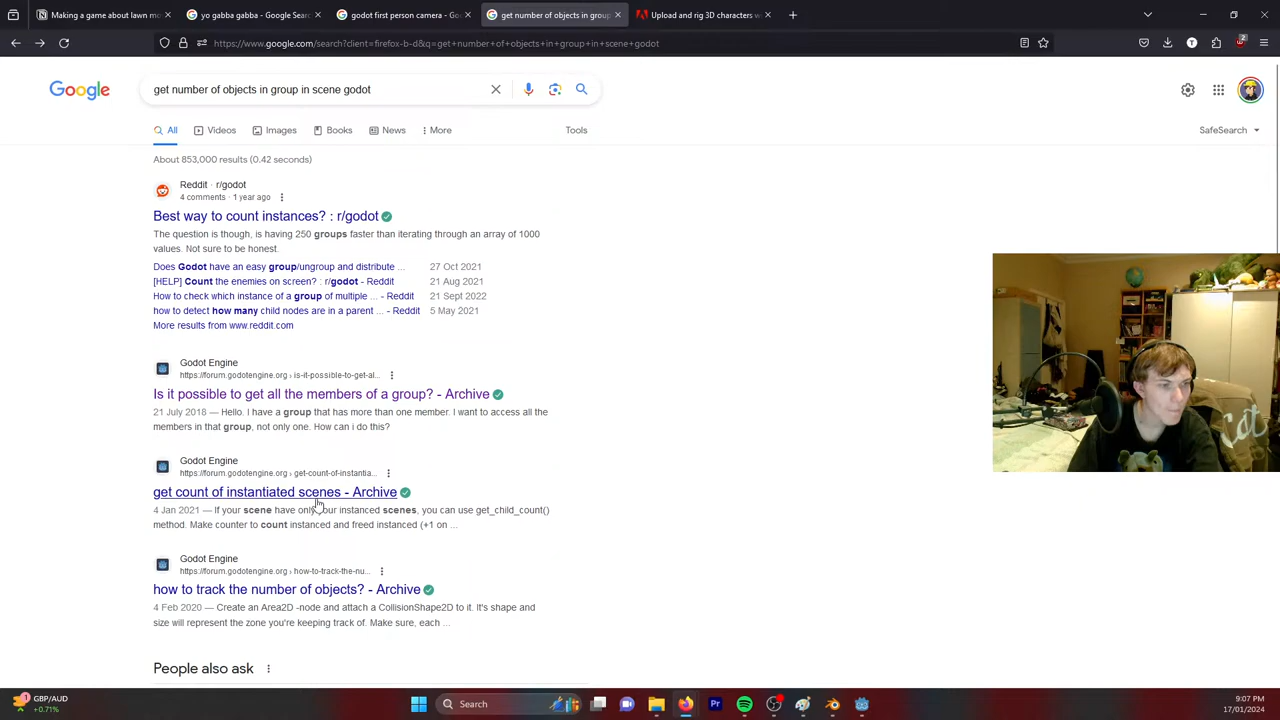 Making a game about lawn mo
yo gabba gabba - Google Sear
godot first person camera - Go
get number of objects in group
Upload and rig 3D characters w
https://www.google.com/search?client=firefox-b-d&q=get+number+of+objects+in+group+in+scene+godot
Google
get number of objects in group in scene godot
All
Videos
Images
Books
News
More
Tools
SafeSearch
About 853,000 results (0.42 seconds)
Reddit · r/godot
4 comments · 1 year ago
Best way to count instances? : r/godot
The question is though, is having 250 groups faster than iterating through an array of 1000
values. Not sure to be honest.
Does Godot have an easy group/ungroup and distribute ... 27 Oct 2021
[HELP] Count the enemies on screen? : r/godot - Reddit 21 Aug 2021
How to check which instance of a group of multiple ... - Reddit 21 Sept 2022
how to detect how many child nodes are in a parent ... - Reddit 5 May 2021
More results from www.reddit.com
Godot Engine
https://forum.godotengine.org › is-it-possible-to-get-al...
Is it possible to get all the members of a group? - Archive
21 July 2018 — Hello. I have a group that has more than one member. I want to access all the
members in that group, not only one. How can i do this?
Godot Engine
https://forum.godotengine.org › get-count-of-instantia...
get count of instantiated scenes - Archive
4 Jan 2021 — If your scene have only your instanced scenes, you can use get_child_count()
method. Make counter to count instanced and freed instanced (+1 on ...
Godot Engine
https://forum.godotengine.org › how-to-track-the-nu...
how to track the number of objects? - Archive
4 Feb 2020 — Create an Area2D -node and attach a CollisionShape2D to it. It's shape and
size will represent the zone you're keeping track of. Make sure, each ...
People also ask
GBP/AUD
+0.71%
Search
9:07 PM
17/01/2024